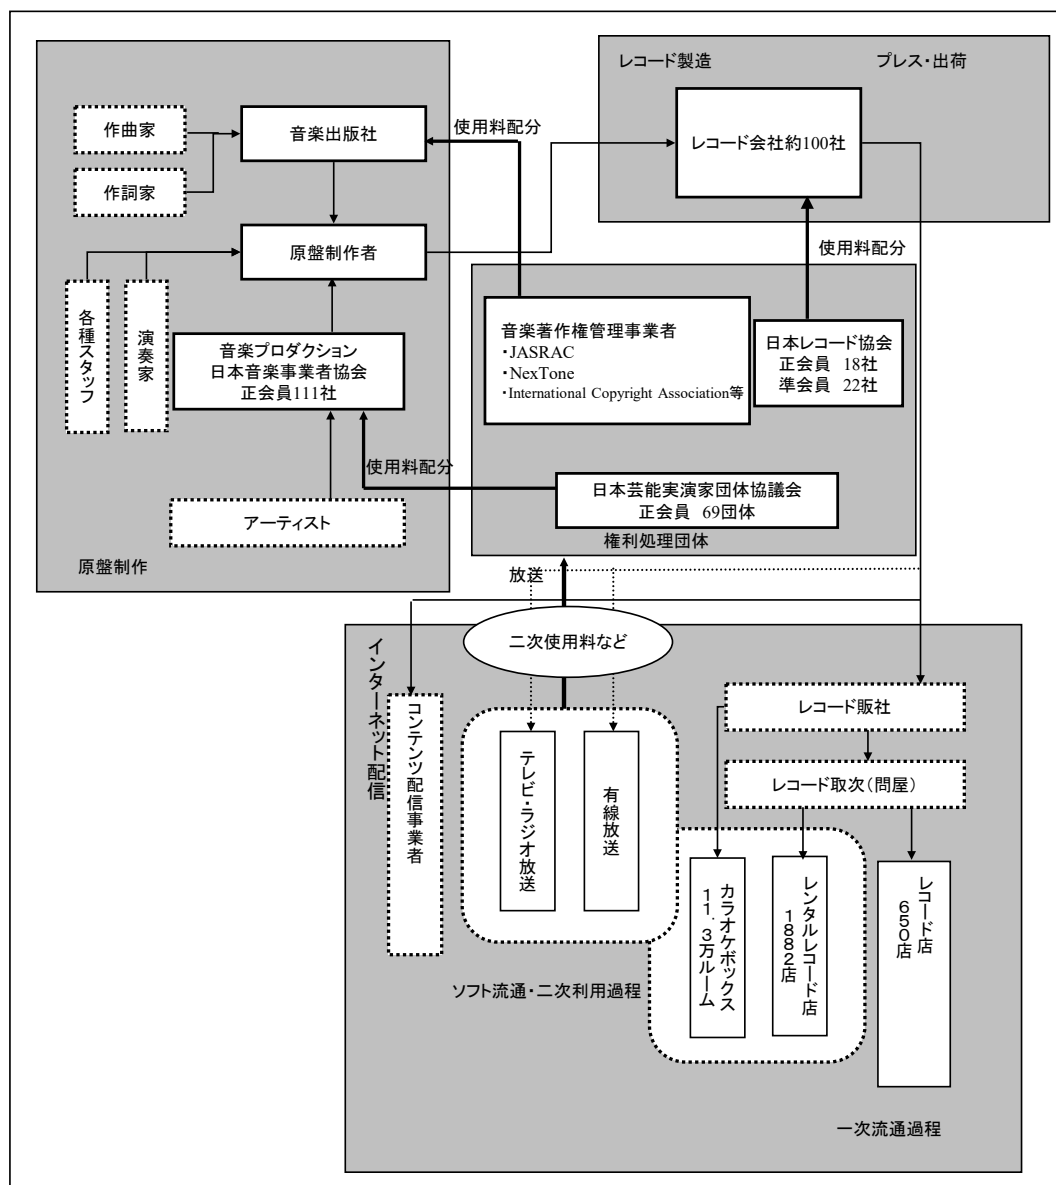 レコード製造
プレス・出荷
作曲家
音楽出版社
使用料配分
レコード会社約100社
作詞家
原盤制作者
使用料配分
各種スタッフ
演奏家
音楽プロダクション
日本音楽事業者協会
正会員111社
音楽著作権管理事業者
・JASRAC
・NexTone
・International Copyright Association等
日本レコード協会
正会員 18社
準会員 22社
使用料配分
日本芸能実演家団体協議会
正会員 69団体
アーティスト
権利処理団体
原盤制作
放送
二次使用料など
インターネット配信
コンテンツ配信事業者
テレビ・ラジオ放送
有線放送
レコード販社
レコード取次(問屋)
カラオケボックス
11.3万ルーム
レンタルレコード店
1882店
レコード店
650店
ソフト流通・二次利用過程
一次流通過程